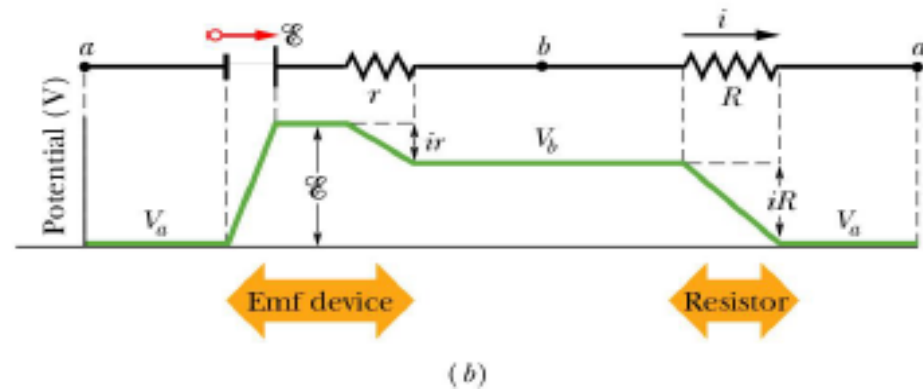 a
ℰ
i
b
a
r
R
Potential (V)
ir
V_b
ℰ
iR
V_a
V_a
Emf device
Resistor
(b)